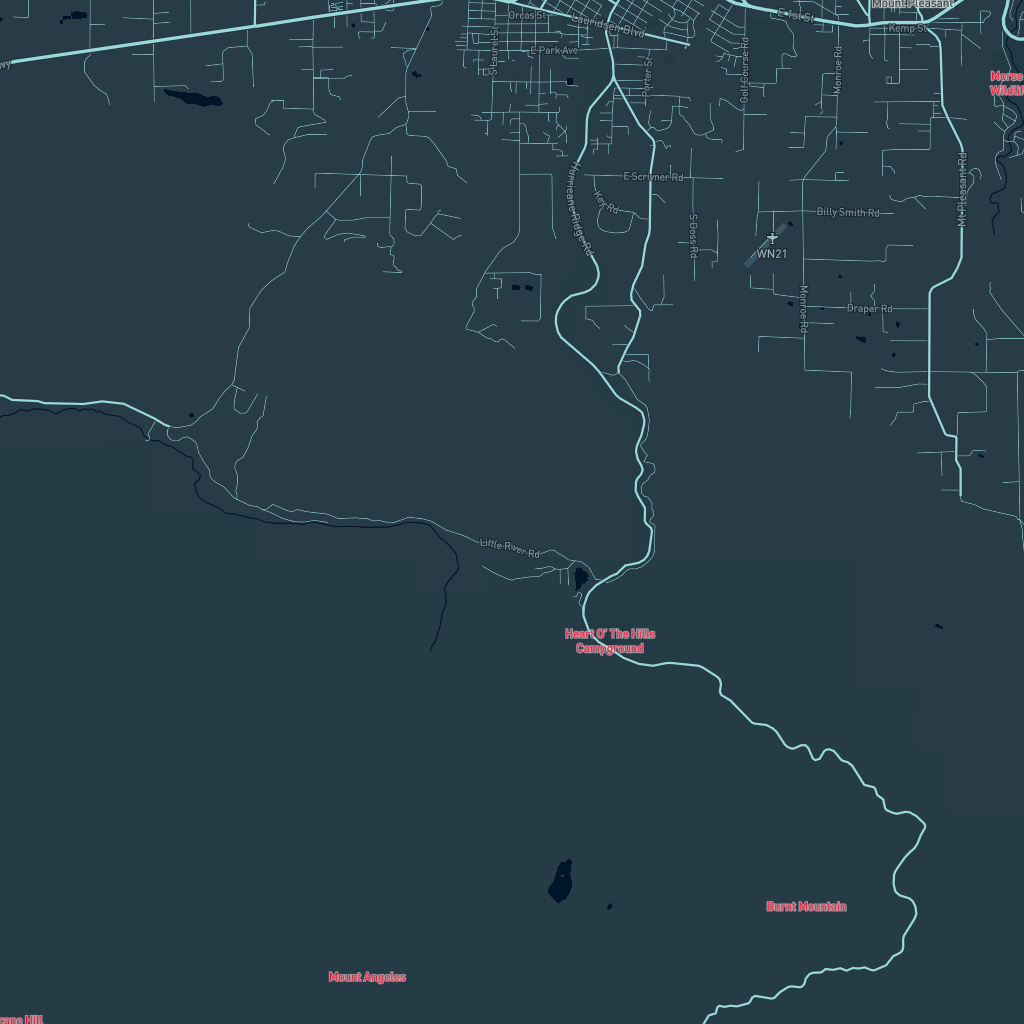 Mount Pleasant
Orcas St
Lauridsen Blvd
E 1st St
Kemp St
E Park Ave
S Laurel St
Porter St
Golf Course Rd
Monroe Rd
Morse
E Scrivner Rd
Hurricane Ridge Rd
Key Rd
S Doss Rd
Billy Smith Rd
Mt Pleasant Rd
WN21
Monroe Rd
Draper Rd
Little River Rd
Heart O' The Hills
Campground
Burnt Mountain
Mount Angeles
Hill